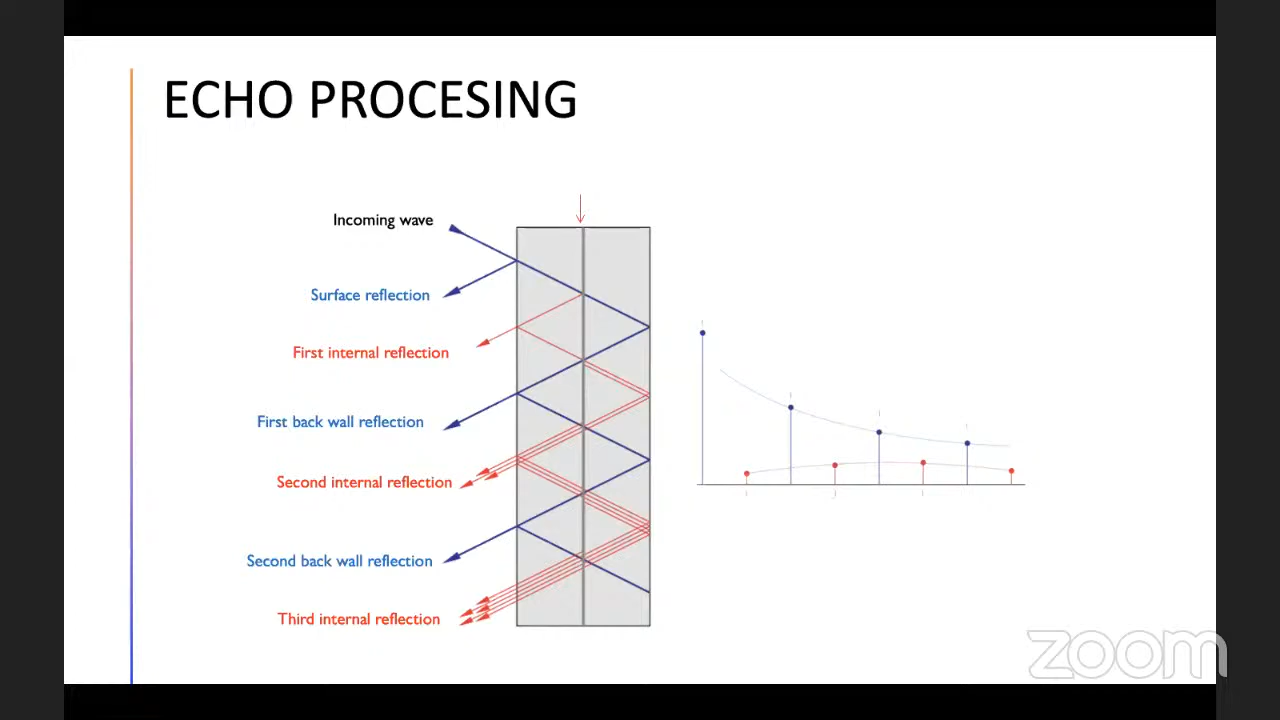 ECHO PROCESING
Incoming wave
Surface reflection
First internal reflection
First back wall reflection
Second internal reflection
Second back wall reflection
Third internal reflection
zoom